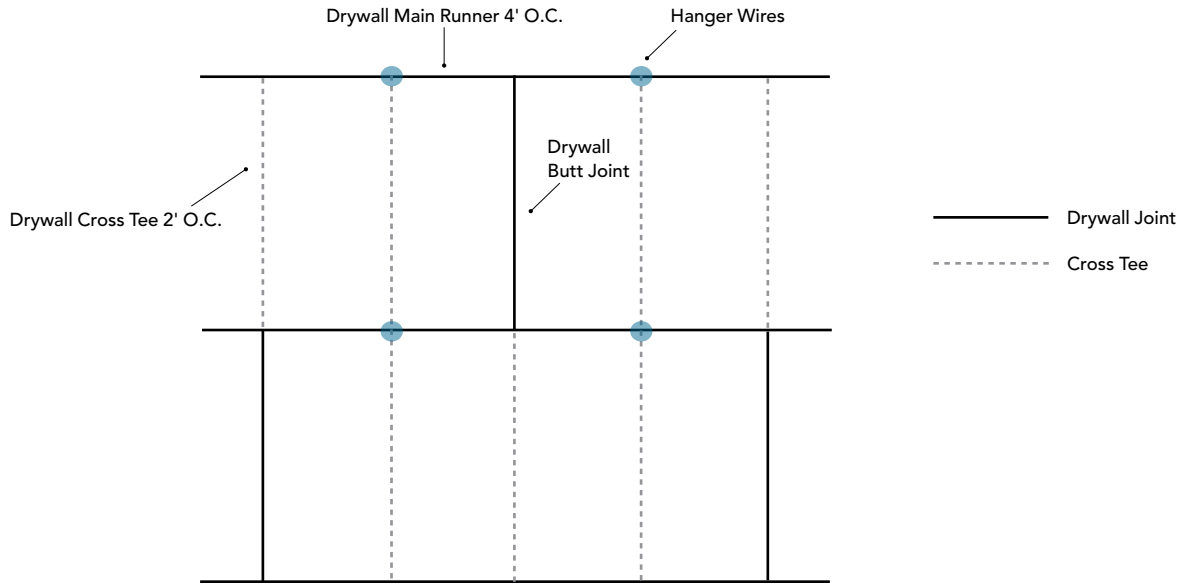 Drywall Main Runner 4' O.C.
Hanger Wires
Drywall
Butt Joint
Drywall Cross Tee 2' O.C.
Drywall Joint
Cross Tee